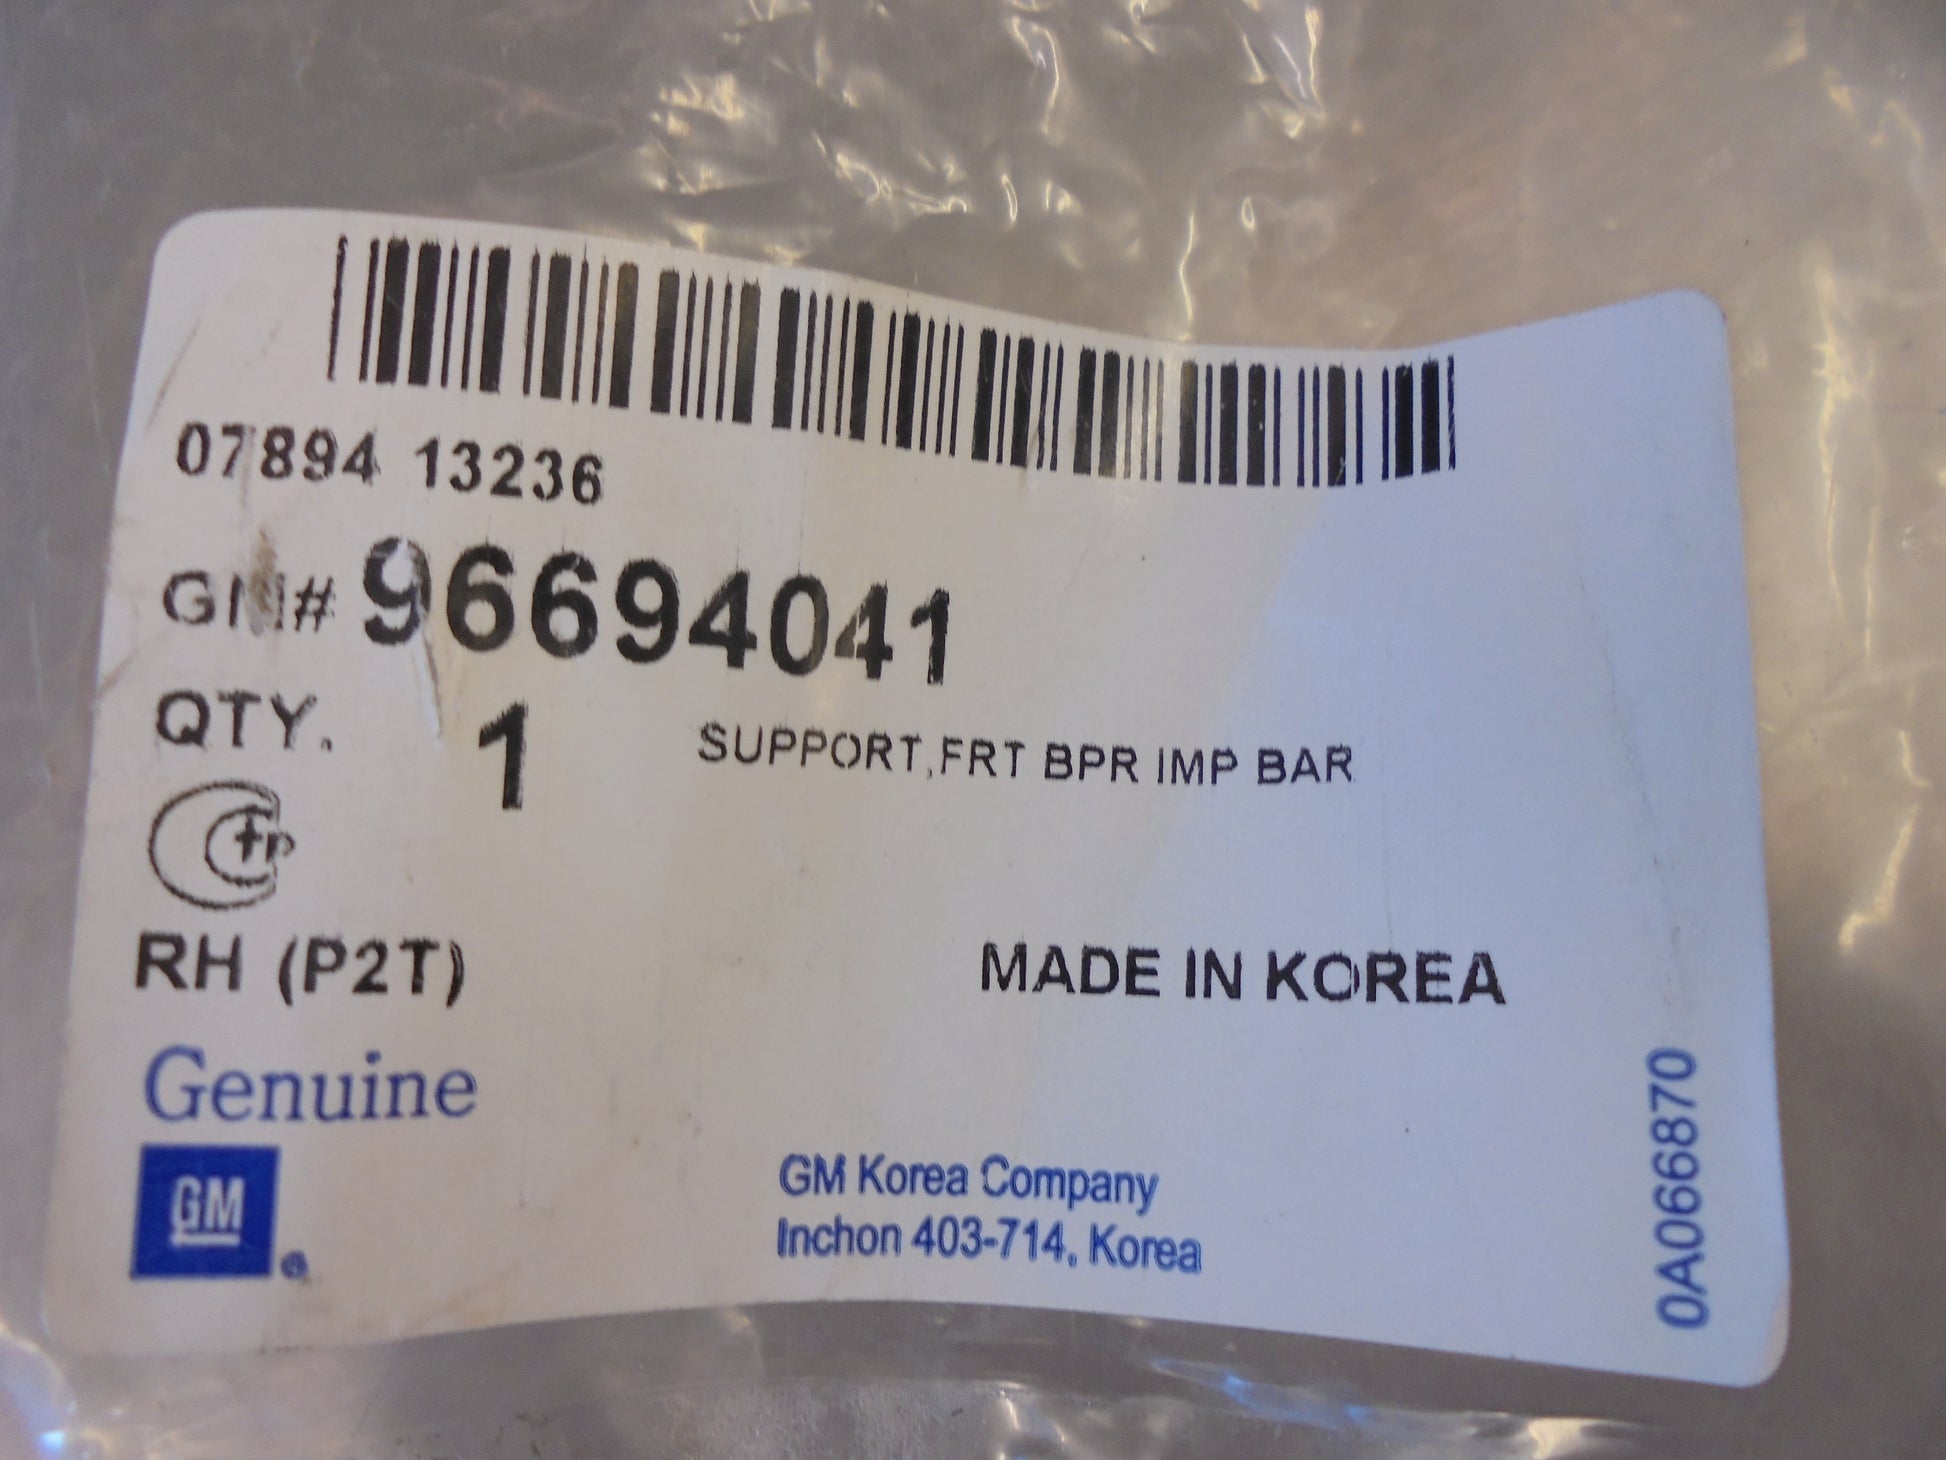 07894 13236
GM# 96694041
QTY. 1 SUPPORT,FRT BPR IMP BAR
RH (P2T)
MADE IN KOREA
Genuine
GM
®
GM Korea Company
Inchon 403-714, Korea
0A066870